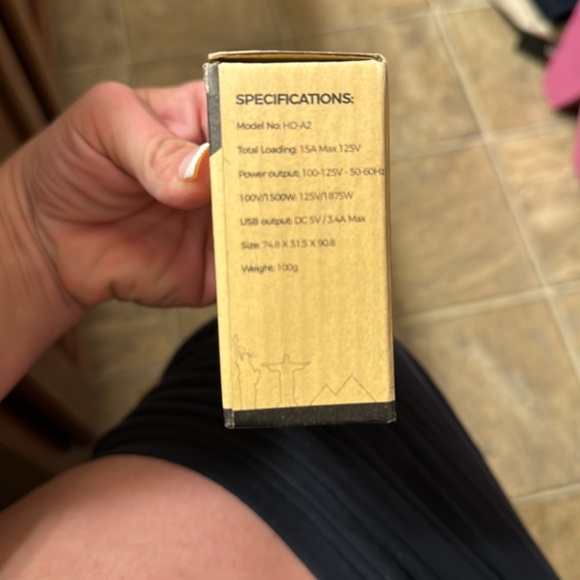 SPECIFICATIONS:
Model No: HD-A2
Total Loading: 15A Max 125V
Power output: 100-125V - 50-60Hz
100V/1500W; 125V/1875W
USB output: DC 5V / 3.4A Max
Size: 74.8 X 31.5 X 90.8
Weight: 100g